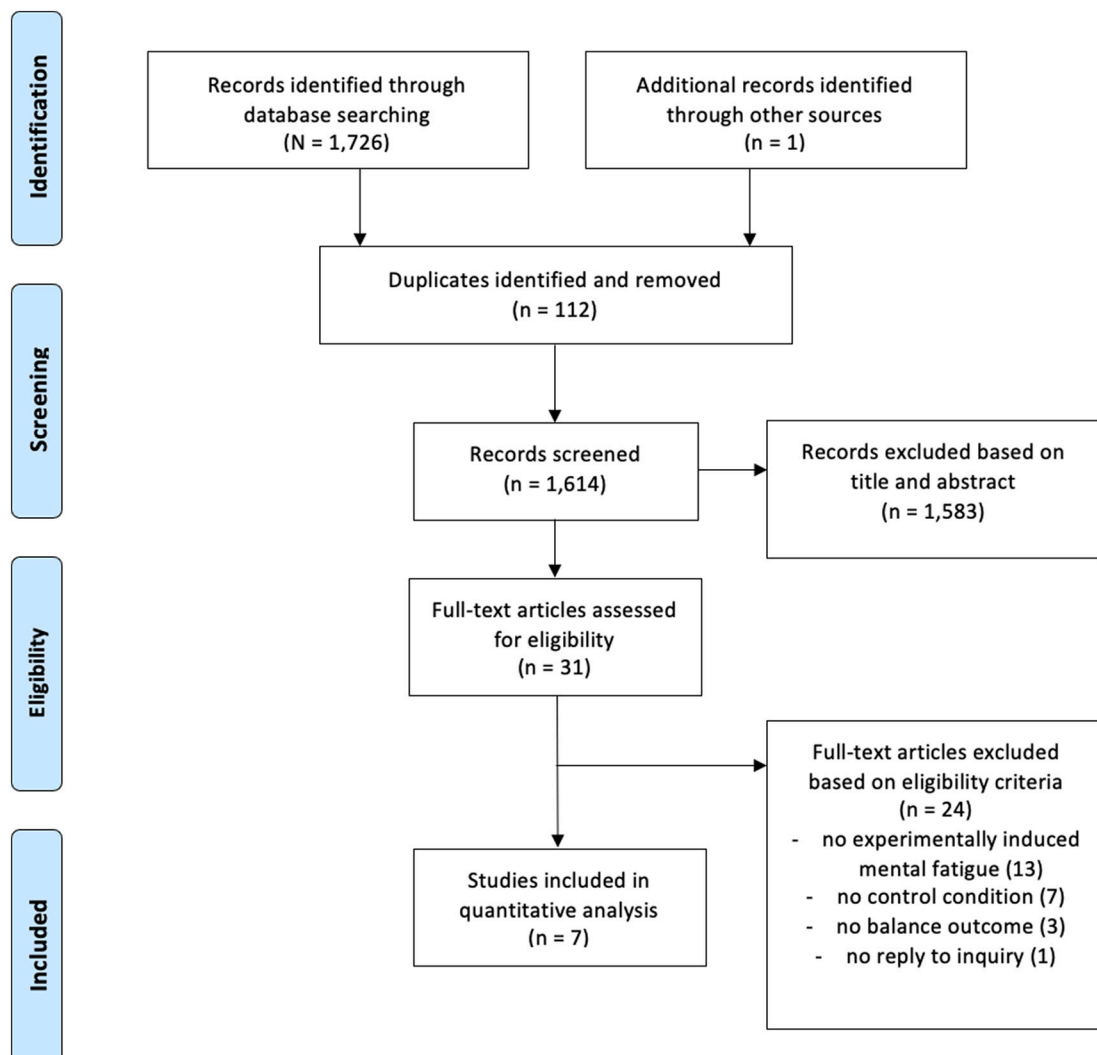 Identification
Records identified through
database searching
(N = 1,726)
Additional records identified
through other sources
(n = 1)
Duplicates identified and removed
(n = 112)
Screening
Records screened
(n = 1,614)
Records excluded based on
title and abstract
(n = 1,583)
Eligibility
Full-text articles assessed
for eligibility
(n = 31)
Full-text articles excluded
based on eligibility criteria
(n = 24)
- no experimentally induced
mental fatigue (13)
- no control condition (7)
- no balance outcome (3)
- no reply to inquiry (1)
Included
Studies included in
quantitative analysis
(n = 7)